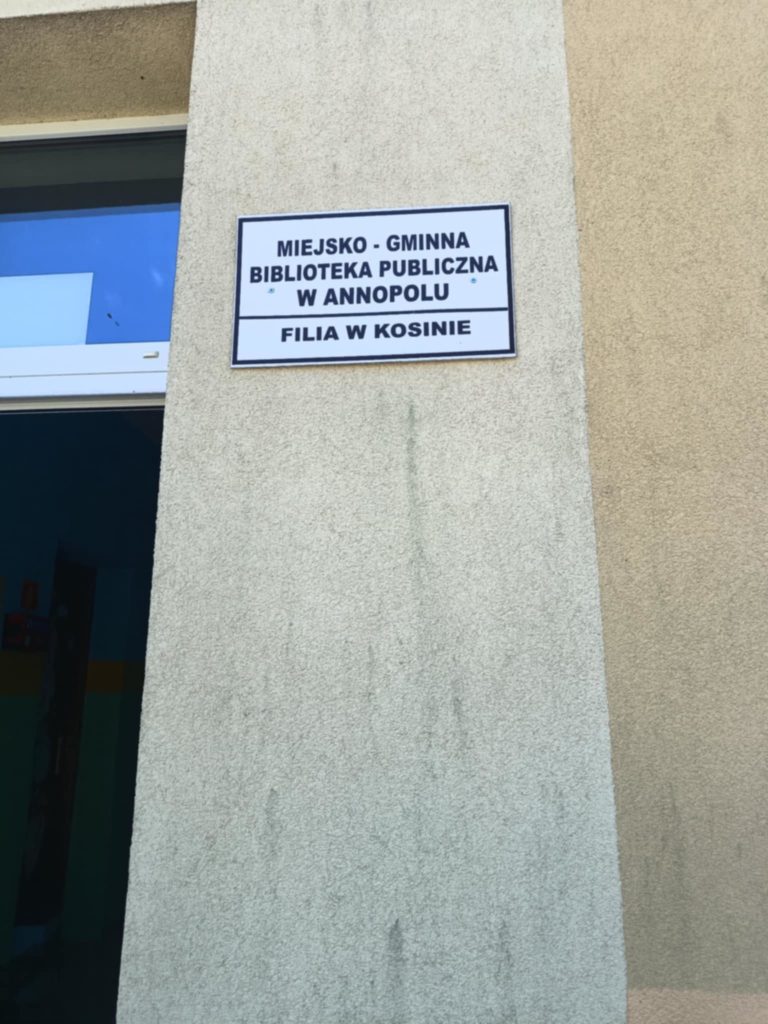 MIEJSKO - GMINNA
BIBLIOTEKA PUBLICZNA
W ANNOPOLU
FILIA W KOSINIE